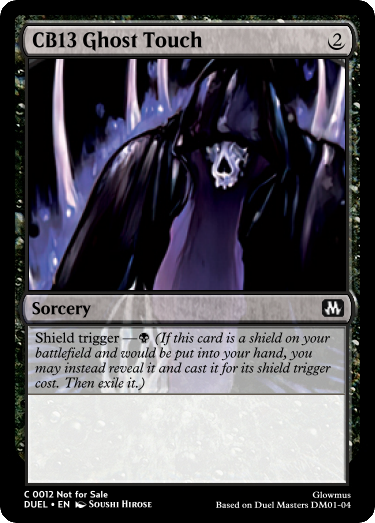 CB13 Ghost Touch 2
Sorcery
Shield trigger — (If this card is a shield on your
battlefield and would be put into your hand, you
may instead reveal it and cast it for its shield trigger
cost. Then exile it.)
C 0012 Not for Sale
DUEL • EN Soushi Hirose
Glowmus
Based on Duel Masters DM01-04